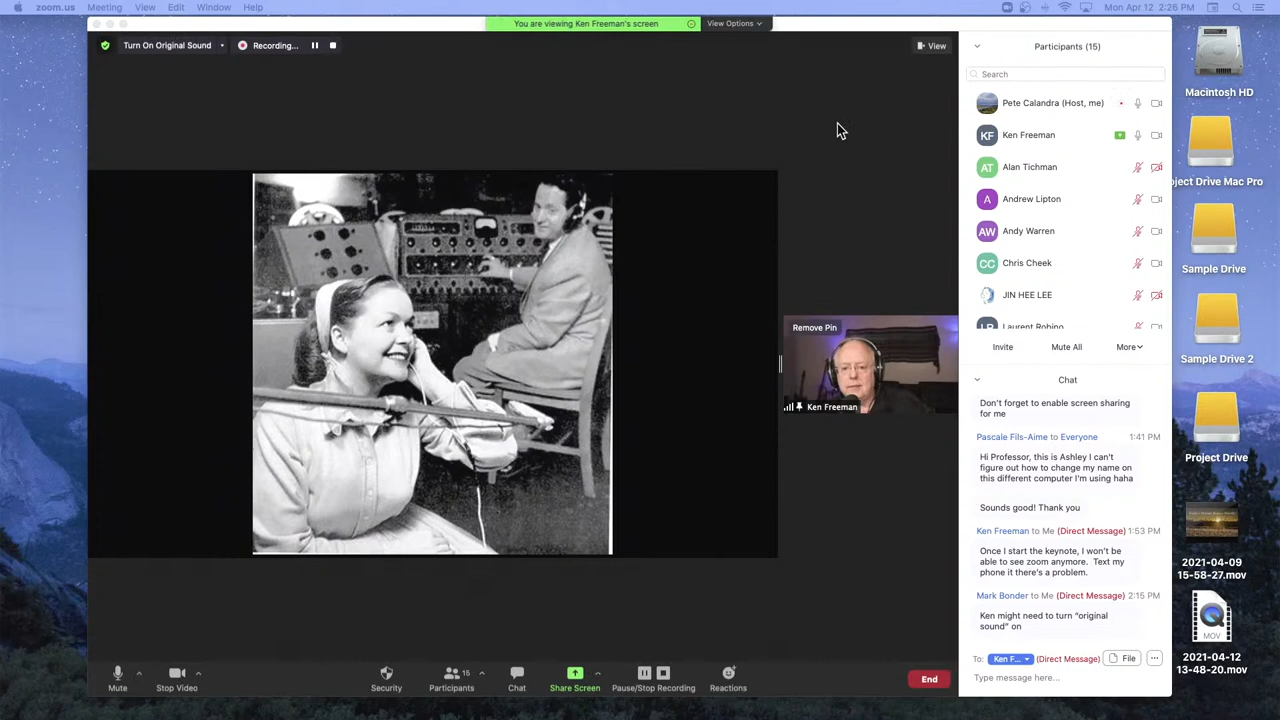 zoom.us Meeting View Edit Window Help
Mon Apr 12 2:26 PM
You are viewing Ken Freeman's screen
View Options
Turn On Original Sound
Recording...
View
Remove Pin
Ken Freeman
Participants (15)
Search
Pete Calandra (Host, me)
KF Ken Freeman
AT Alan Tichman
A Andrew Lipton
AW Andy Warren
CC Chris Cheek
JIN HEE LEE
LR Laurent Robino
Invite Mute All More
Chat
Don't forget to enable screen sharing
for me
Pascale Fils-Aime to Everyone 1:41 PM
Hi Professor, this is Ashley I can't
figure out how to change my name on
this different computer I'm using haha
Sounds good! Thank you
Ken Freeman to Me (Direct Message) 1:53 PM
Once I start the keynote, I won't be
able to see zoom anymore. Text my
phone it there's a problem.
Mark Bonder to Me (Direct Message) 2:15 PM
Ken might need to turn "original
sound" on
To: Ken F... (Direct Message) File ...
Type message here...
Mute
Stop Video
Security
Participants
15
Chat
Share Screen
Pause/Stop Recording
Reactions
End
Macintosh HD
oject Drive Mac Pro
Sample Drive
Sample Drive 2
Project Drive
2021-04-09
15-58-27.mov
MOV
2021-04-12
13-48-20.mov